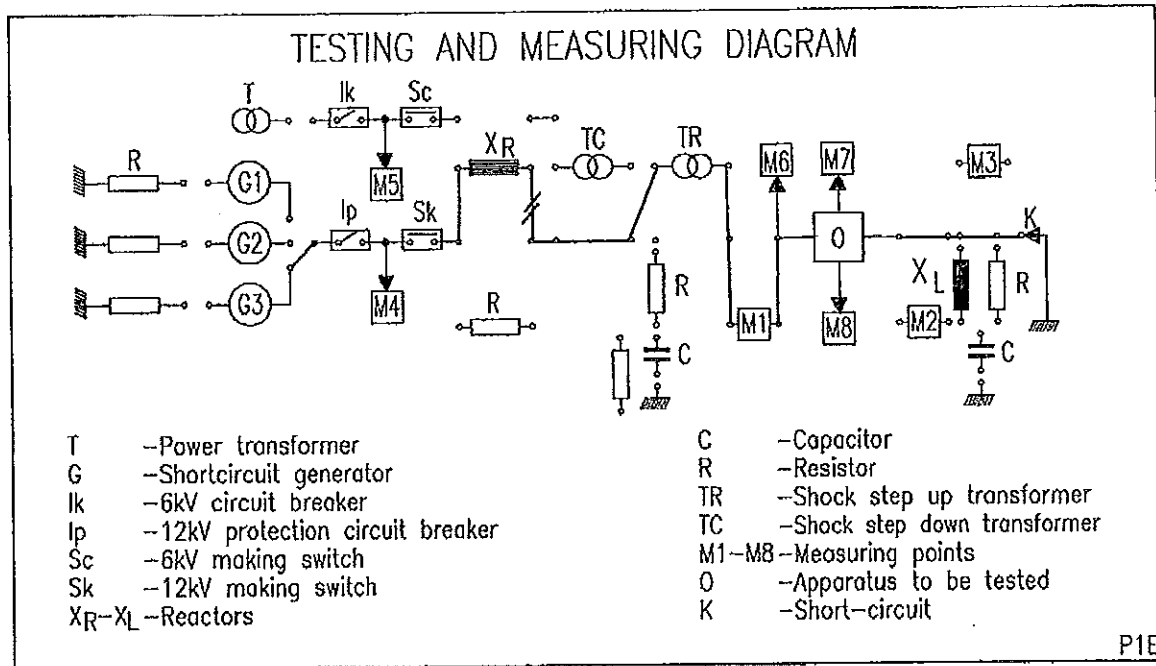 TESTING AND MEASURING DIAGRAM
T Ik Sc
XR TC TR M6 M7 M3
R G1 M5
Ip Sk K
G2 O
R XL R
G3 M4 R M1 M8 M2
C C
T -Power transformer
G -Shortcircuit generator
Ik -6kV circuit breaker
Ip -12kV protection circuit breaker
Sc -6kV making switch
Sk -12kV making switch
XR-XL-Reactors
C -Capacitor
R -Resistor
TR -Shock step up transformer
TC -Shock step down transformer
M1-M8-Measuring points
O -Apparatus to be tested
K -Short-circuit
P1E